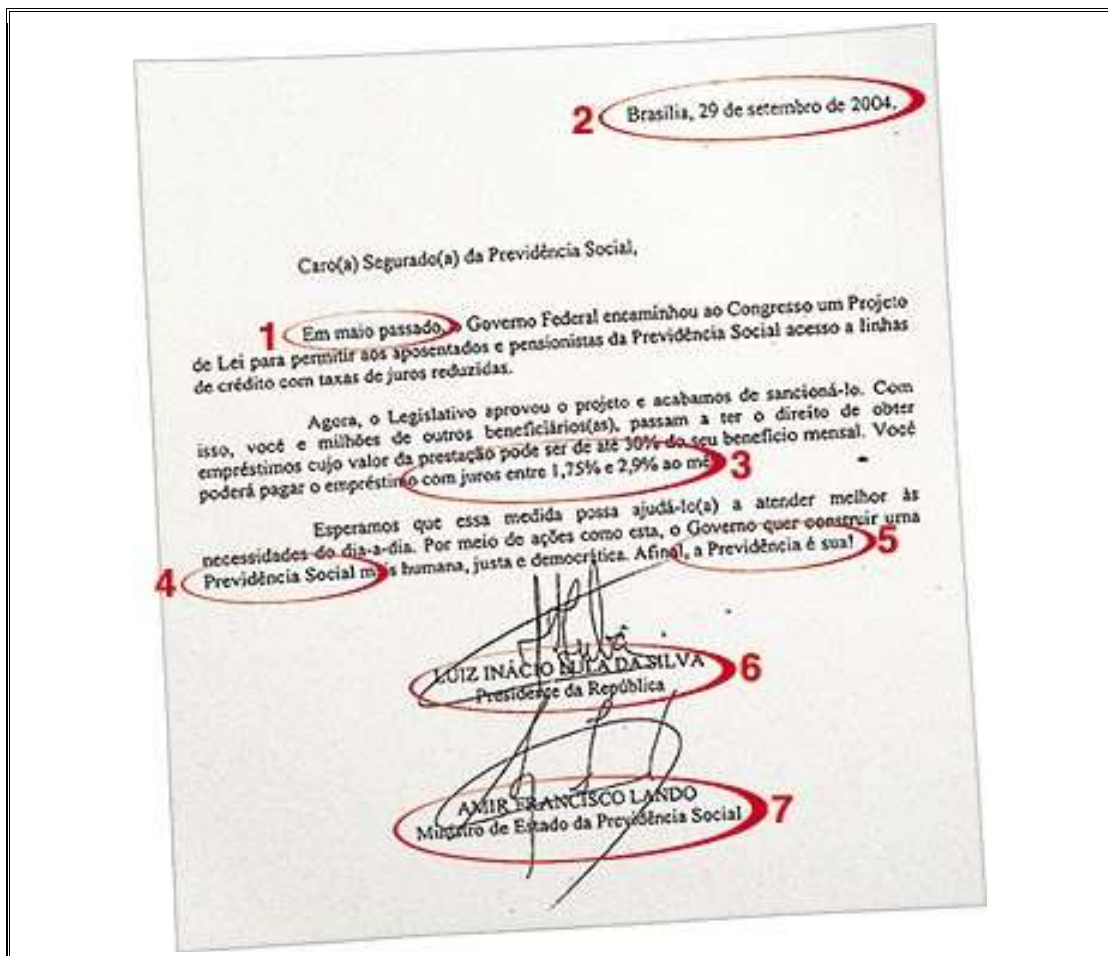 2 Brasília, 29 de setembro de 2004.
Caro(a) Segurado(a) da Previdência Social,
1 Em maio passado, o Governo Federal encaminhou ao Congresso um Projeto
de Lei para permitir aos aposentados e pensionistas da Previdência Social acesso a linhas
de crédito com taxas de juros reduzidas.
Agora, o Legislativo aprovou o projeto e acabamos de sancioná-lo. Com
isso, você e milhões de outros beneficiários(as), passam a ter o direito de obter
empréstimos cujo valor da prestação pode ser de até 30% do seu benefício mensal. Você
poderá pagar o empréstimo com juros entre 1,75% e 2,9% ao mês 3
Esperamos que essa medida possa ajudá-lo(a) a atender melhor às
necessidades do dia-a-dia. Por meio de ações como esta, o Governo quer construir uma
4 Previdência Social mais humana, justa e democrática. Afinal, a Previdência é sua! 5
LUIZ INÁCIO LULA DA SILVA 6
Presidente da República
AMIR FRANCISCO LANDO
Ministro de Estado da Previdência Social 7